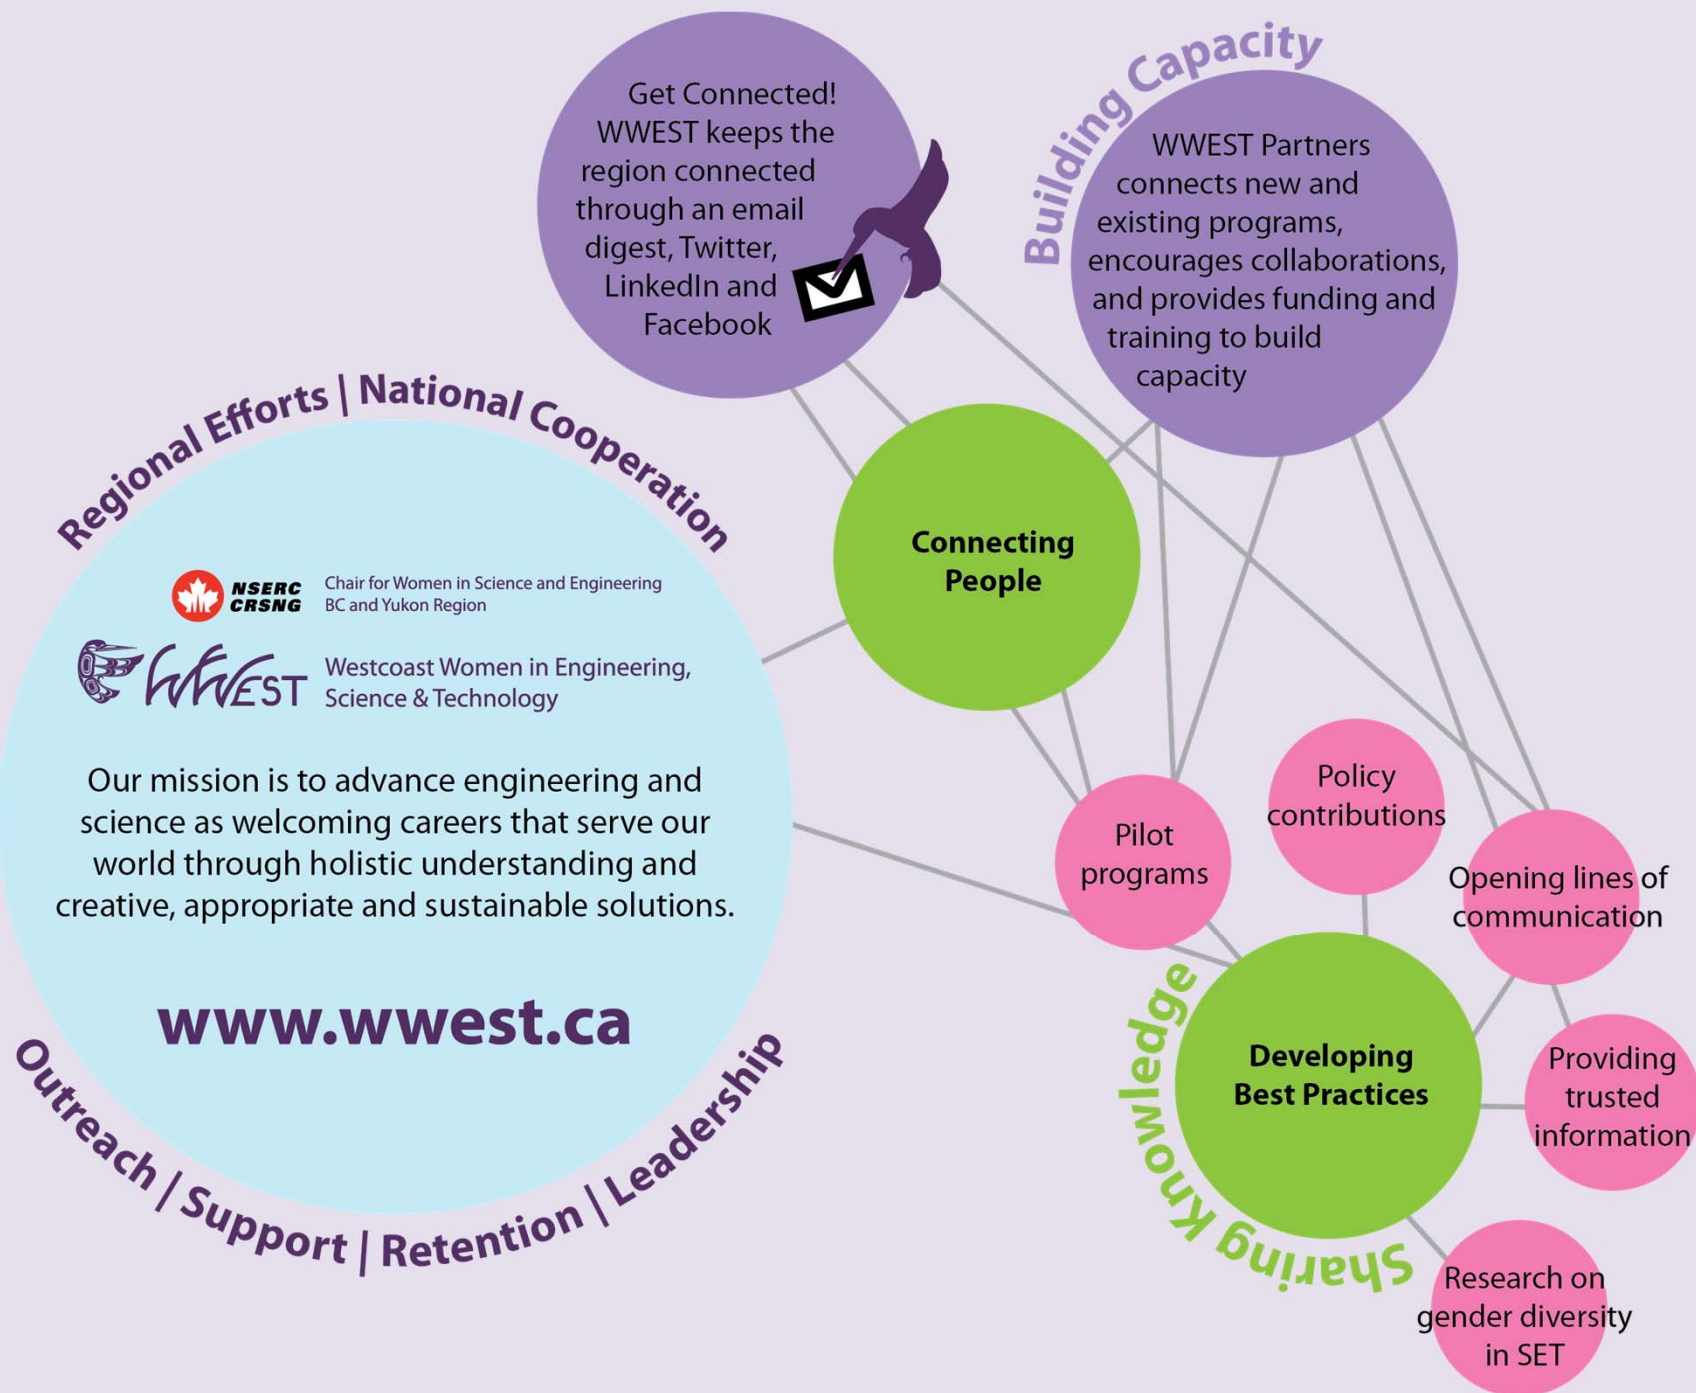 Get Connected!
WWEST keeps the
region connected
through an email
digest, Twitter,
LinkedIn and
Facebook
Building Capacity
WWEST Partners
connects new and
existing programs,
encourages collaborations,
and provides funding and
training to build
capacity
Regional Efforts | National Cooperation
NSERC
CRSNG
Chair for Women in Science and Engineering
BC and Yukon Region
WWEST
Westcoast Women in Engineering,
Science & Technology
Our mission is to advance engineering and
science as welcoming careers that serve our
world through holistic understanding and
creative, appropriate and sustainable solutions.
www.wwest.ca
Outreach | Support | Retention | Leadership
Connecting
People
Pilot
programs
Policy
contributions
Opening lines of
communication
Sharing Knowledge
Developing
Best Practices
Providing
trusted
information
Research on
gender diversity
in SET